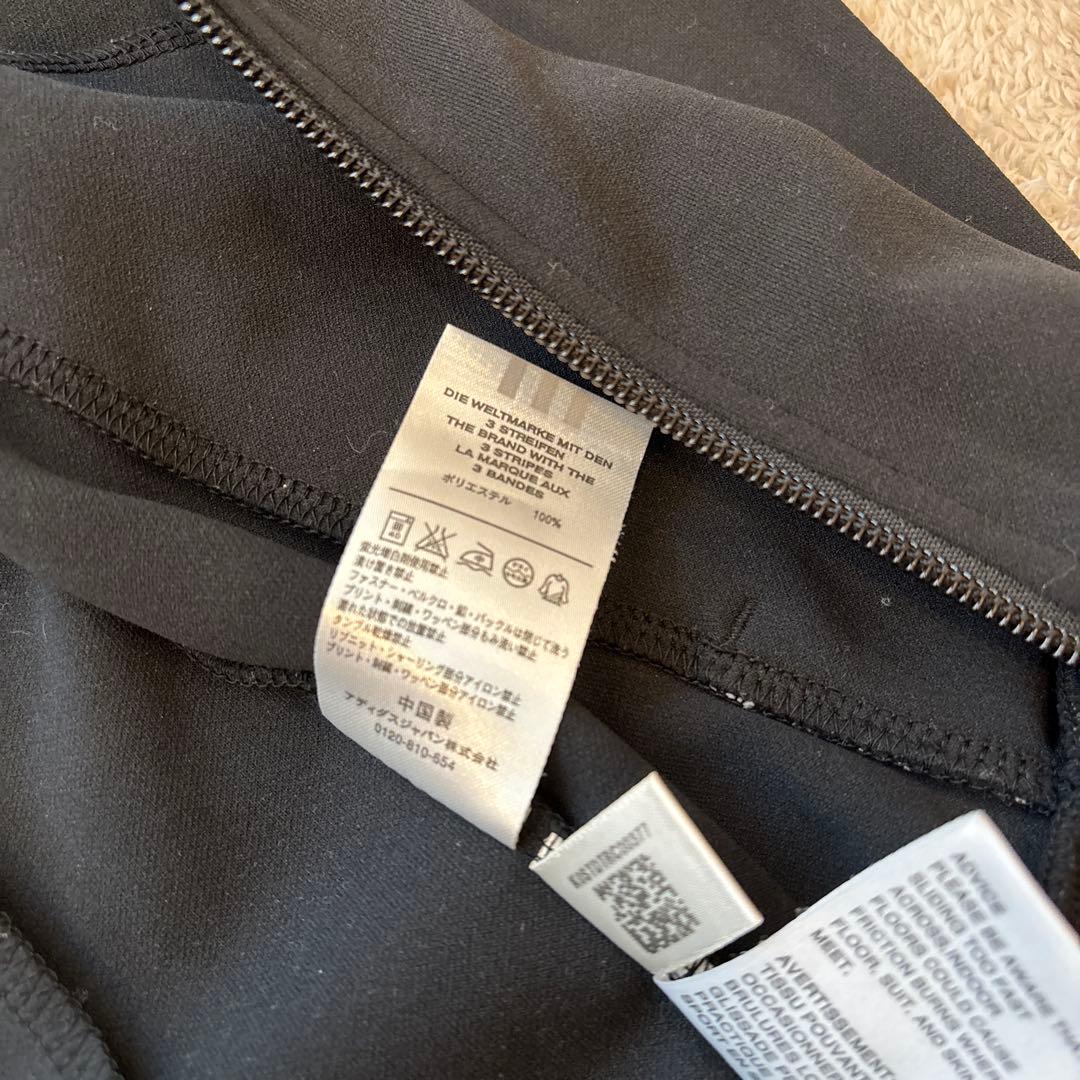 DIE WELTMARKE MIT DEN
3 STREIFEN
THE BRAND WITH THE
3 STRIPES
LA MARQUE AUX
3 BANDES
ポリエステル 100%
40
蛍光増白剤使用禁止
漬け置き禁止
ファスナー・ベルクロ・紐・バックルは閉じて洗う
プリント・刺繍・ワッペン部分もみ洗い禁止
濡れた状態での放置禁止
タンブル乾燥禁止
リブニット・シャーリング部分アイロン禁止
プリント・刺繍・ワッペン部分アイロン禁止
中国製
アディダスジャパン株式会社
0120-810-654
ADVICE
PLEASE BE AWARE
SLIDING TOO FAST
ACROSS INDOOR
FLOORS COULD CAUSE
FRICTION BURNS WHERE
FLOOR, SUIT, AND SKIN
MEET.
AVERTISSEMENT
TISSU POUVANT
OCCASIONNER
BRULURES
GLISSADE